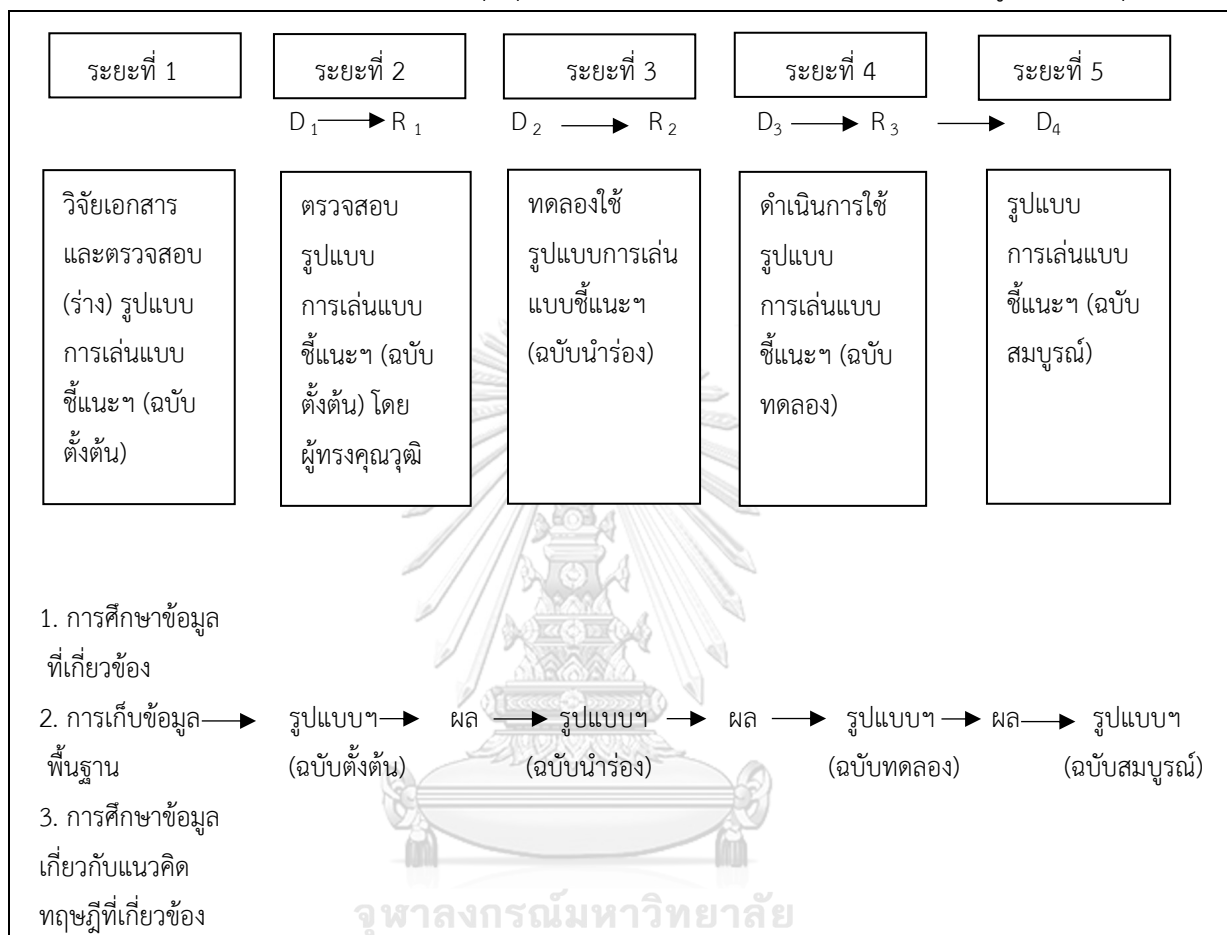 ระยะที่ 1
ระยะที่ 2
ระยะที่ 3
ระยะที่ 4
ระยะที่ 5
D 1 R 1
D 2 R 2
D3 R 3
D4
วิจัยเอกสาร
และตรวจสอบ
(ร่าง) รูปแบบ
การเล่นแบบ
ชี้แนะฯ (ฉบับ
ตั้งต้น)
ตรวจสอบ
รูปแบบ
การเล่นแบบ
ชี้แนะฯ (ฉบับ
ตั้งต้น) โดย
ผู้ทรงคุณวุฒิ
ทดลองใช้
รูปแบบการเล่น
แบบชี้แนะฯ
(ฉบับนำร่อง)
ดำเนินการใช้
รูปแบบ
การเล่นแบบ
ชี้แนะฯ (ฉบับ
ทดลอง)
รูปแบบ
การเล่นแบบ
ชี้แนะฯ (ฉบับ
สมบูรณ์)
1. การศึกษาข้อมูล
ที่เกี่ยวข้อง
2. การเก็บข้อมูล
พื้นฐาน
3. การศึกษาข้อมูล
เกี่ยวกับแนวคิด
ทฤษฎีที่เกี่ยวข้อง
รูปแบบฯ
(ฉบับตั้งต้น)
ผล
รูปแบบฯ
(ฉบับนำร่อง)
ผล
รูปแบบฯ
(ฉบับทดลอง)
ผล
รูปแบบฯ
(ฉบับสมบูรณ์)
จุฬาลงกรณ์มหาวิทยาลัย